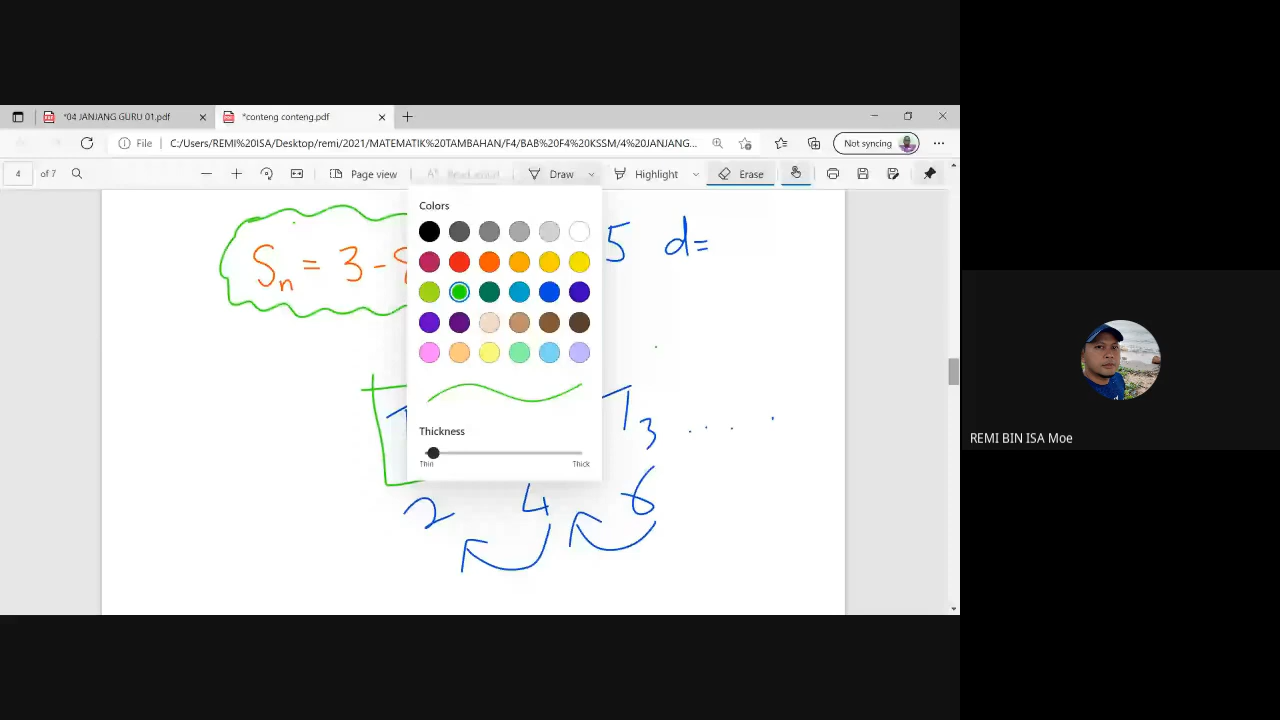 *04 JANJANG GURU 01.pdf
*conteng conteng.pdf
File
C:/Users/REMI%20ISA/Desktop/remi/2021/MATEMATIK%20TAMBAHAN/F4/BAB%20F4%20KSSM/4%20JANJANG...
Not syncing
4 of 7
Page view
Read aloud
Draw
Highlight
Erase
Colors
Sn = 3 -
5 d=
T3 ....
Thickness
Thin Thick
2 4 6
REMI BIN ISA Moe